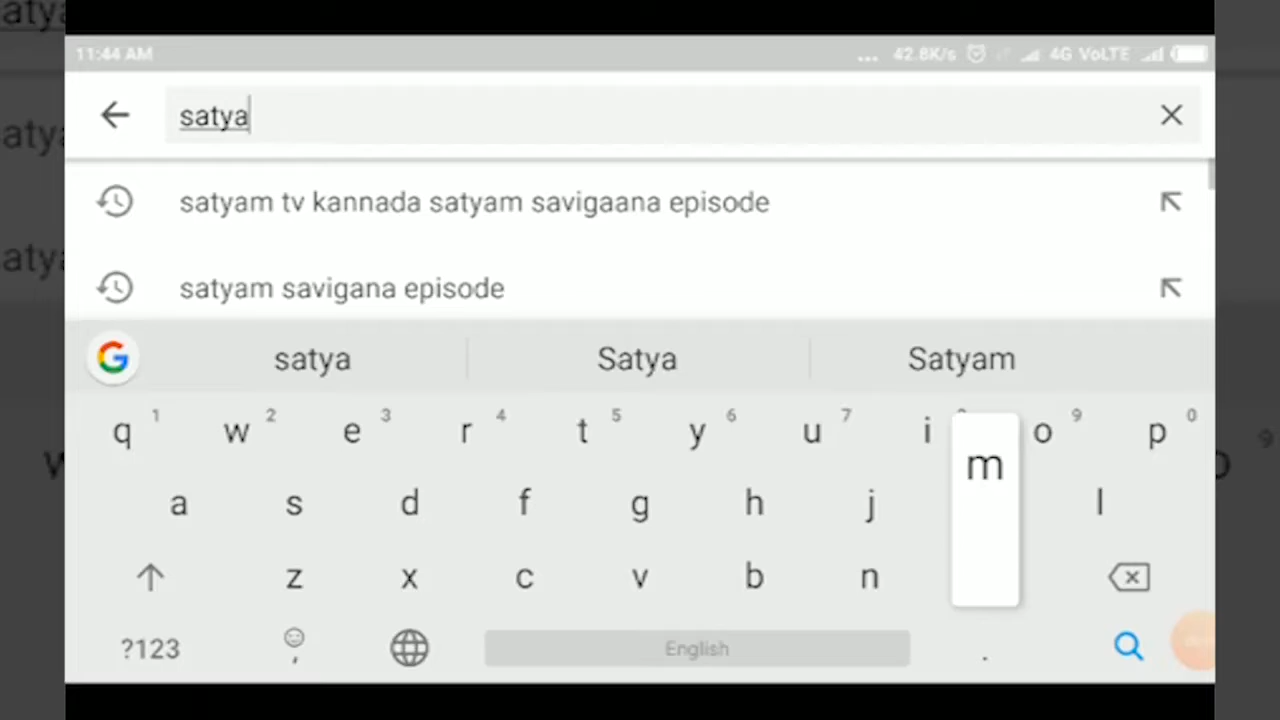 11:44 AM ... 42.8K/s 4G VoLTE
satya
satyam tv kannada satyam savigaana episode
satyam savigana episode
G satya Satya Satyam
q 1 w 2 e 3 r 4 t 5 y 6 u 7 i o 9 p 0
m
a s d f g h j l
z x c v b n
?123 , English .